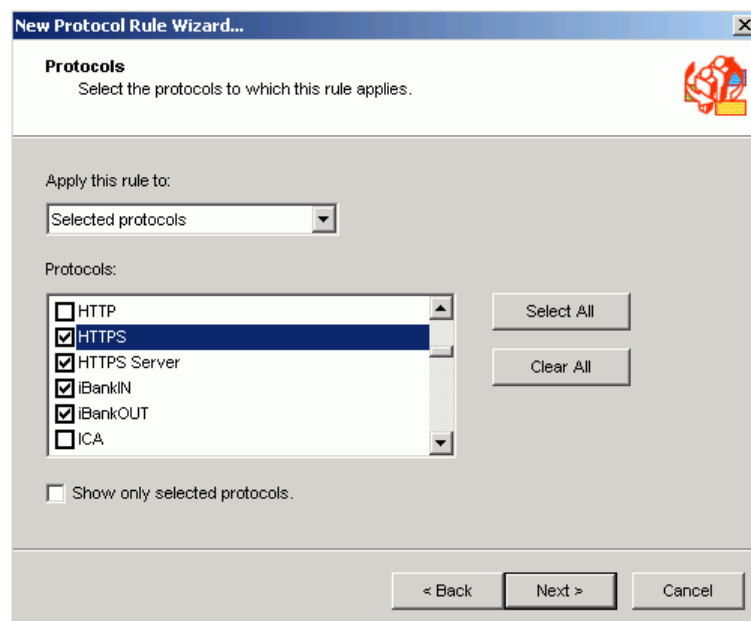 New Protocol Rule Wizard...
Protocols
Select the protocols to which this rule applies.
Apply this rule to:
Selected protocols
Protocols:
HTTP
HTTPS
HTTPS Server
iBankIN
iBankOUT
ICA
Select All
Clear All
Show only selected protocols.
< Back
Next >
Cancel